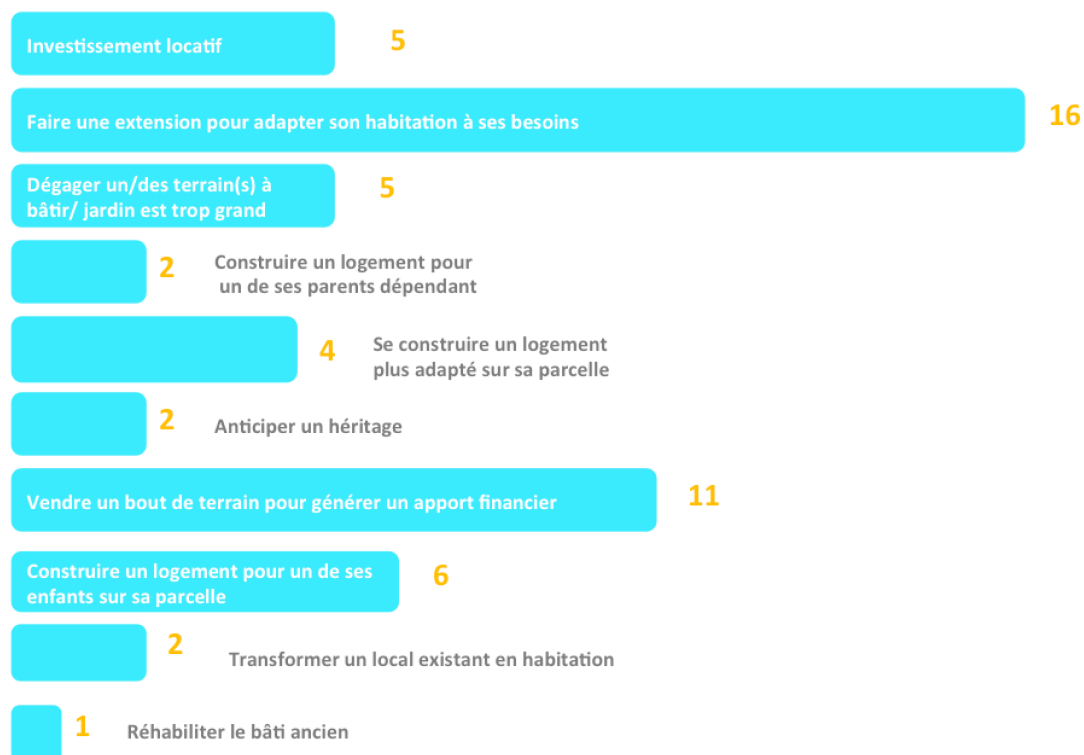 Investissement locatif
5
Faire une extension pour adapter son habitation à ses besoins
16
Dégager un/des terrain(s) à
bâtir/ jardin est trop grand
5
2
Construire un logement pour
un de ses parents dépendant
4
Se construire un logement
plus adapté sur sa parcelle
2
Anticiper un héritage
Vendre un bout de terrain pour générer un apport financier
11
Construire un logement pour un de ses
enfants sur sa parcelle
6
2
Transformer un local existant en habitation
1
Réhabiliter le bâti ancien